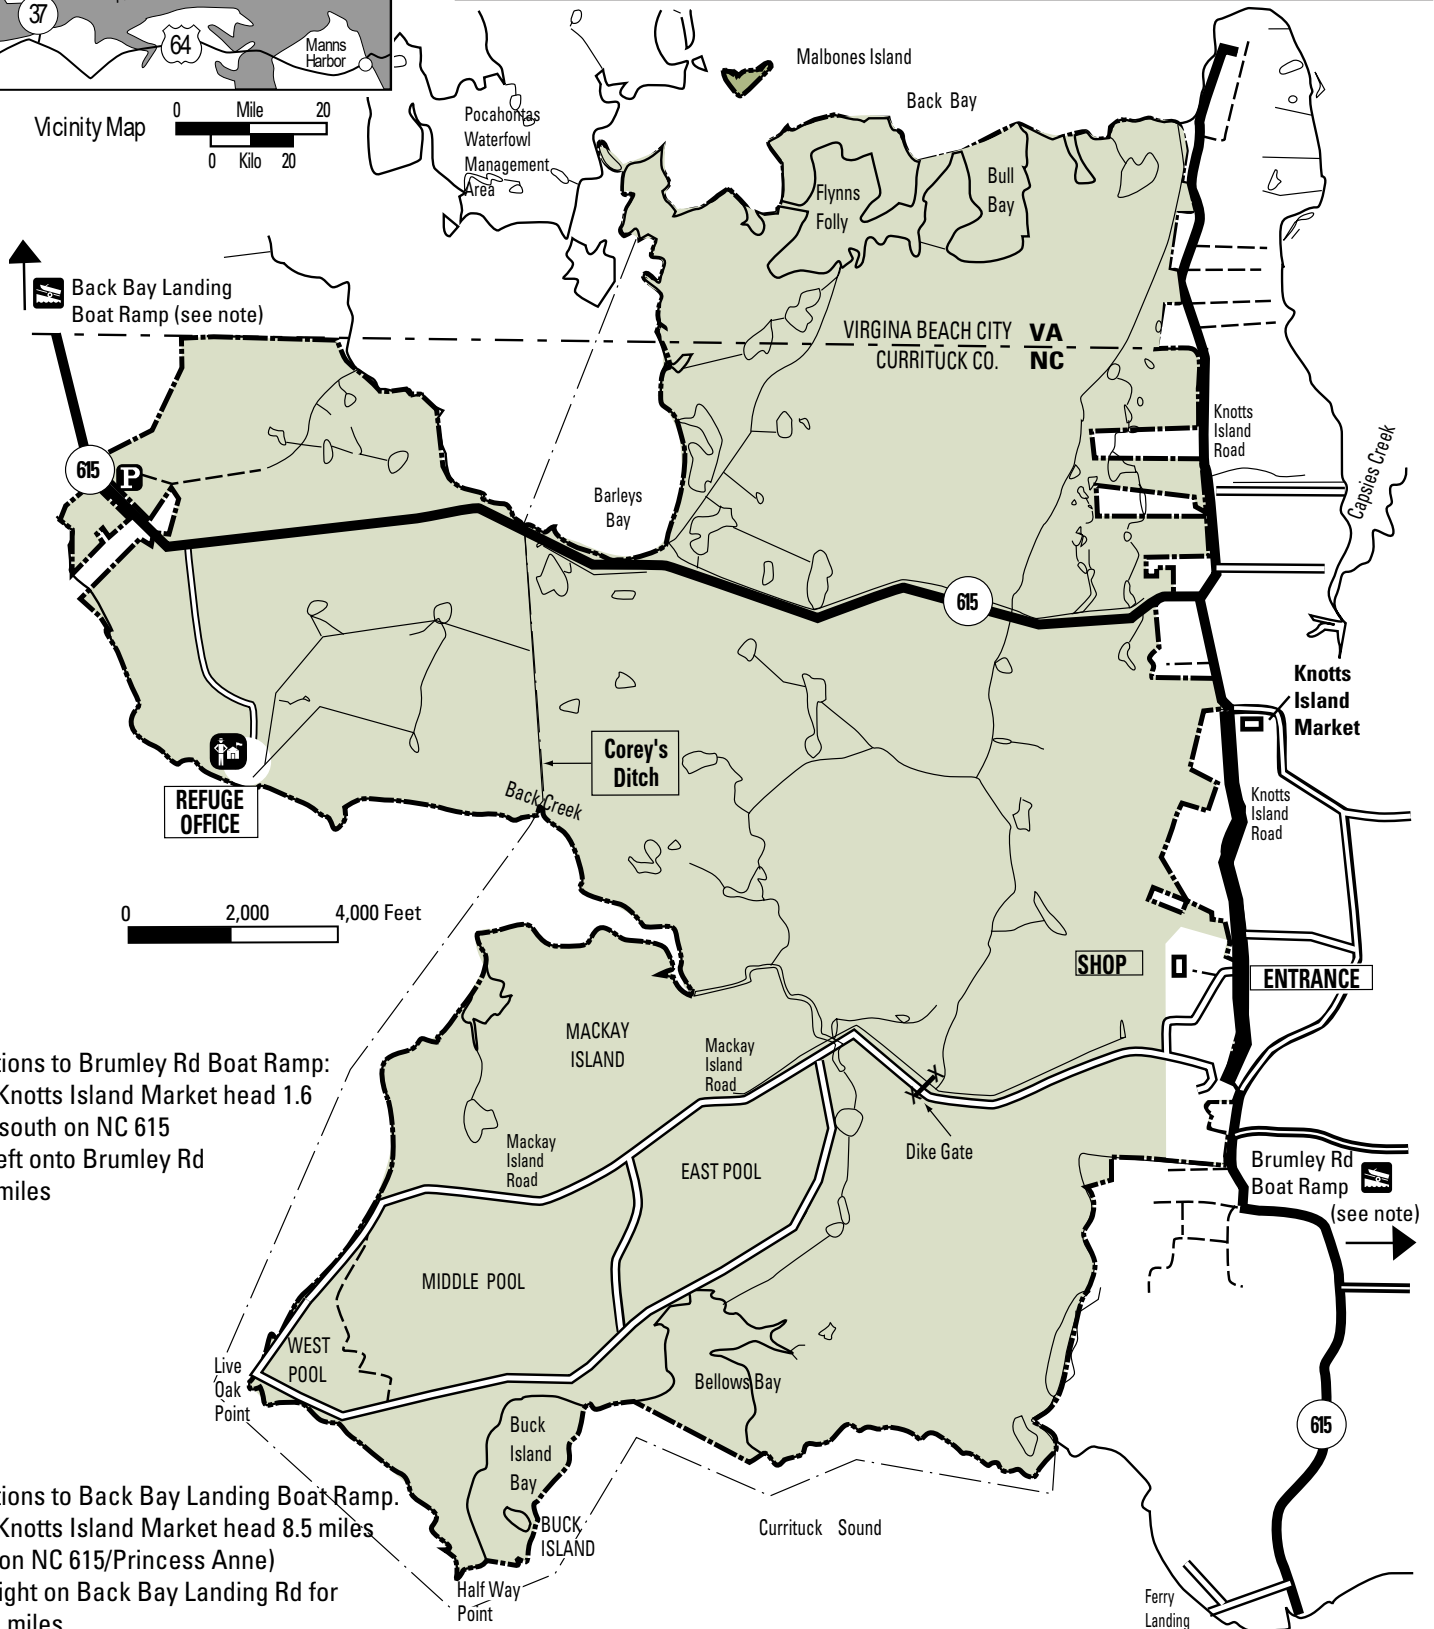 37
64
Manns
Harbor
Vicinity Map
0 Mile 20
0 Kilo 20
Malbones Island
Back Bay
Pocahontas
Waterfowl
Management
Area
Flynns
Folly
Bull
Bay
Back Bay Landing
Boat Ramp (see note)
VIRGINA BEACH CITY VA
CURRITUCK CO. NC
Knotts
Island
Road
Capsies Creek
615
P
Barleys
Bay
615
Knotts
Island
Market
Corey's
Ditch
Back Creek
REFUGE
OFFICE
Knotts
Island
Road
0 2,000 4,000 Feet
SHOP
ENTRANCE
MACKAY
ISLAND
Mackay
Island
Road
tions to Brumley Rd Boat Ramp:
Knotts Island Market head 1.6
south on NC 615
eft onto Brumley Rd
miles
Mackay
Island
Road
EAST POOL
Dike Gate
Brumley Rd
Boat Ramp
(see note)
MIDDLE POOL
WEST
POOL
Live
Oak
Point
Bellows Bay
615
Buck
Island
Bay
tions to Back Bay Landing Boat Ramp.
Knotts Island Market head 8.5 miles
on NC 615/Princess Anne)
ight on Back Bay Landing Rd for
miles
BUCK
ISLAND
Currituck Sound
Half Way
Point
Ferry
Landing